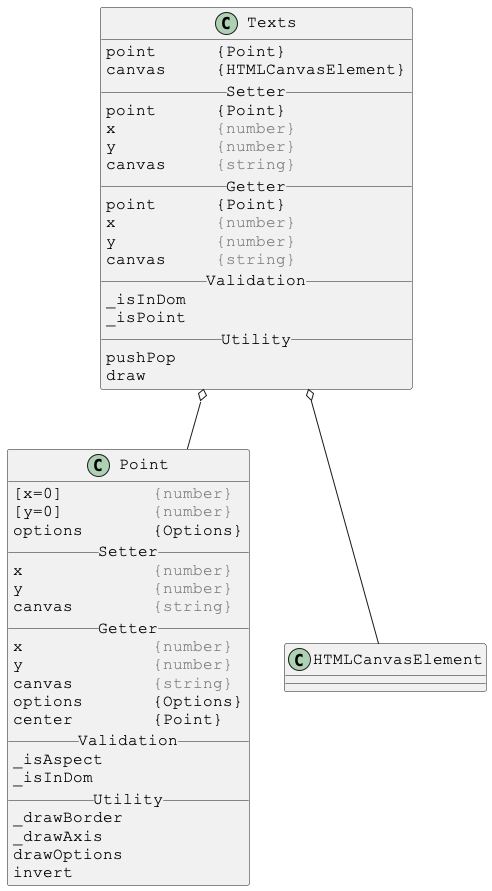 C Texts
point {Point}
canvas {HTMLCanvasElement}
Setter
point {Point}
x {number}
y {number}
canvas {string}
Getter
point {Point}
x {number}
y {number}
canvas {string}
Validation
_isInDom
_isPoint
Utility
pushPop
draw
C Point
[x=0] {number}
[y=0] {number}
options {Options}
Setter
x {number}
y {number}
canvas {string}
Getter
x {number}
y {number}
canvas {string}
options {Options}
center {Point}
Validation
_isAspect
_isInDom
Utility
_drawBorder
_drawAxis
drawOptions
invert
C HTMLCanvasElement